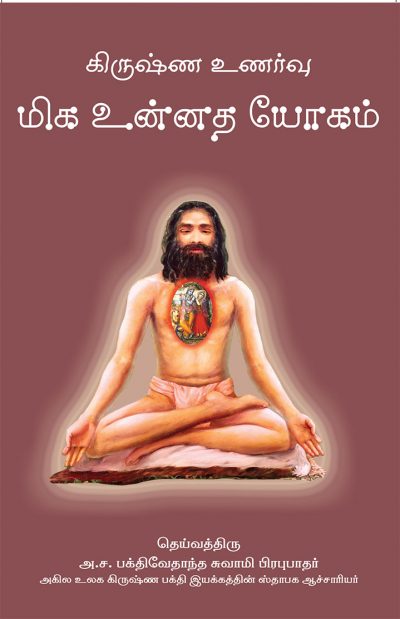 கிருஷ்ண உணர்வு
மிக உன்னத யோகம்
தெய்வத்திரு
அ.ச. பக்திவேதாந்த சுவாமி பிரபுபாதர்
அகில உலக கிருஷ்ண பக்தி இயக்கத்தின் ஸ்தாபக ஆச்சாரியர்